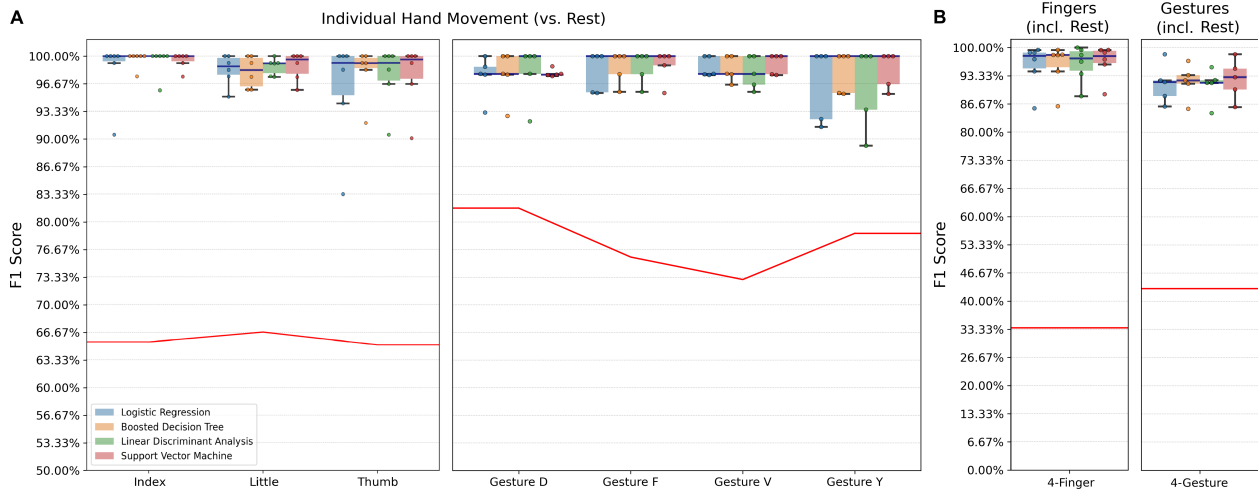 A
Individual Hand Movement (vs. Rest)
F1 Score
100.00%
96.67%
93.33%
90.00%
86.67%
83.33%
80.00%
76.67%
73.33%
70.00%
66.67%
63.33%
60.00%
56.67%
53.33%
50.00%
Logistic Regression
Boosted Decision Tree
Linear Discriminant Analysis
Support Vector Machine
Index
Little
Thumb
Gesture D
Gesture F
Gesture V
Gesture Y
B
Fingers
(incl. Rest)
Gestures
(incl. Rest)
F1 Score
100.00%
93.33%
86.67%
80.00%
73.33%
66.67%
60.00%
53.33%
46.67%
40.00%
33.33%
26.67%
20.00%
13.33%
6.67%
0.00%
4-Finger
4-Gesture